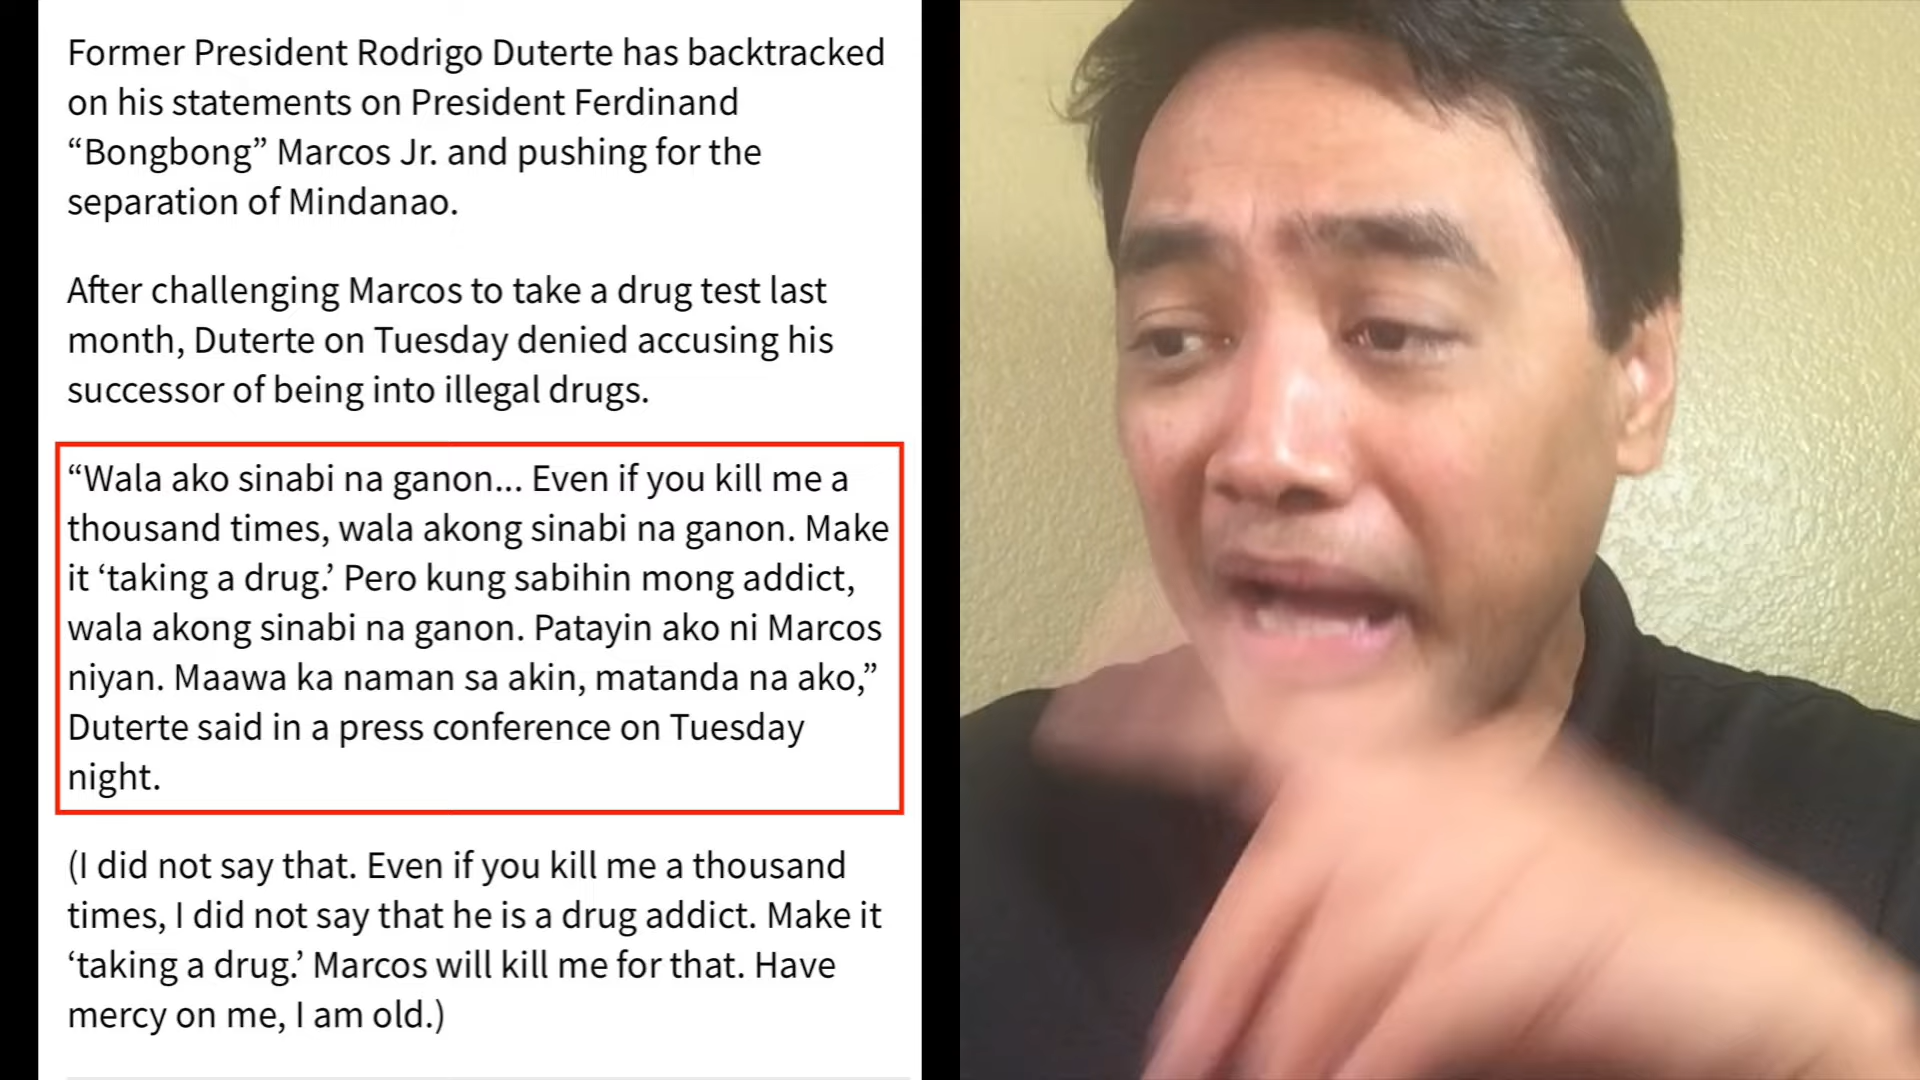 Former President Rodrigo Duterte has backtracked
on his statements on President Ferdinand
“Bongbong” Marcos Jr. and pushing for the
separation of Mindanao.
After challenging Marcos to take a drug test last
month, Duterte on Tuesday denied accusing his
successor of being into illegal drugs.
“Wala ako sinabi na ganon... Even if you kill me a
thousand times, wala akong sinabi na ganon. Make
it ‘taking a drug.’ Pero kung sabihin mong addict,
wala akong sinabi na ganon. Patayin ako ni Marcos
niyan. Maawa ka naman sa akin, matanda na ako,”
Duterte said in a press conference on Tuesday
night.
(I did not say that. Even if you kill me a thousand
times, I did not say that he is a drug addict. Make it
‘taking a drug.’ Marcos will kill me for that. Have
mercy on me, I am old.)